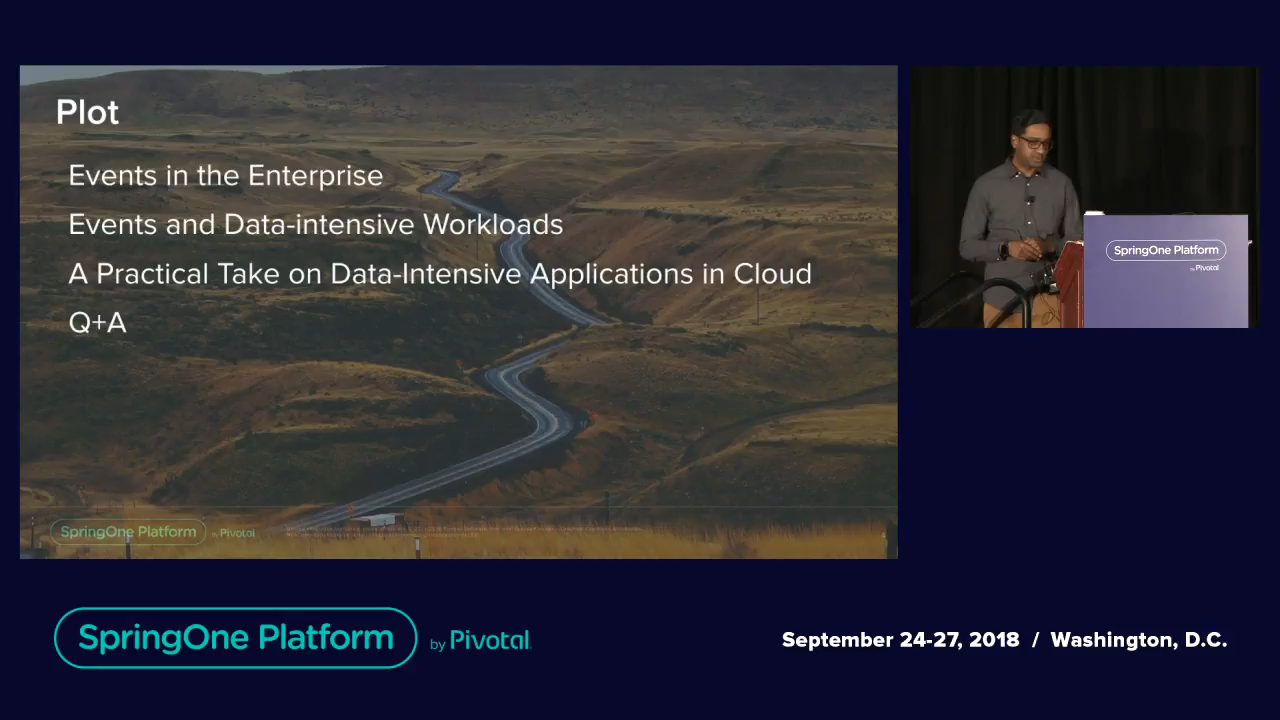 Plot
Events in the Enterprise
Events and Data-intensive Workloads
A Practical Take on Data-Intensive Applications in Cloud
Q+A
SpringOne Platform by Pivotal
SpringOne Platform
by Pivotal
SpringOne Platform by Pivotal.
September 24-27, 2018 / Washington, D.C.